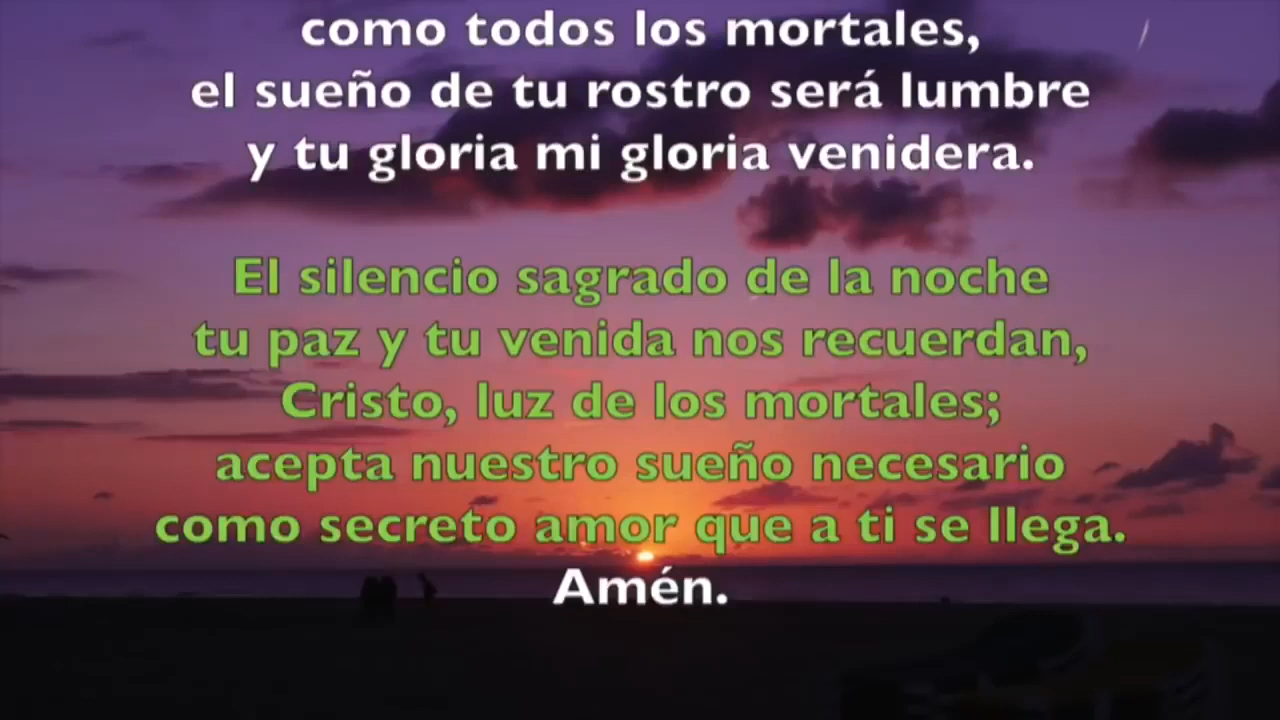 como todos los mortales,
el sueño de tu rostro será lumbre
y tu gloria mi gloria venidera.
El silencio sagrado de la noche
tu paz y tu venida nos recuerdan,
Cristo, luz de los mortales;
acepta nuestro sueño necesario
como secreto amor que a ti se llega.
Amén.